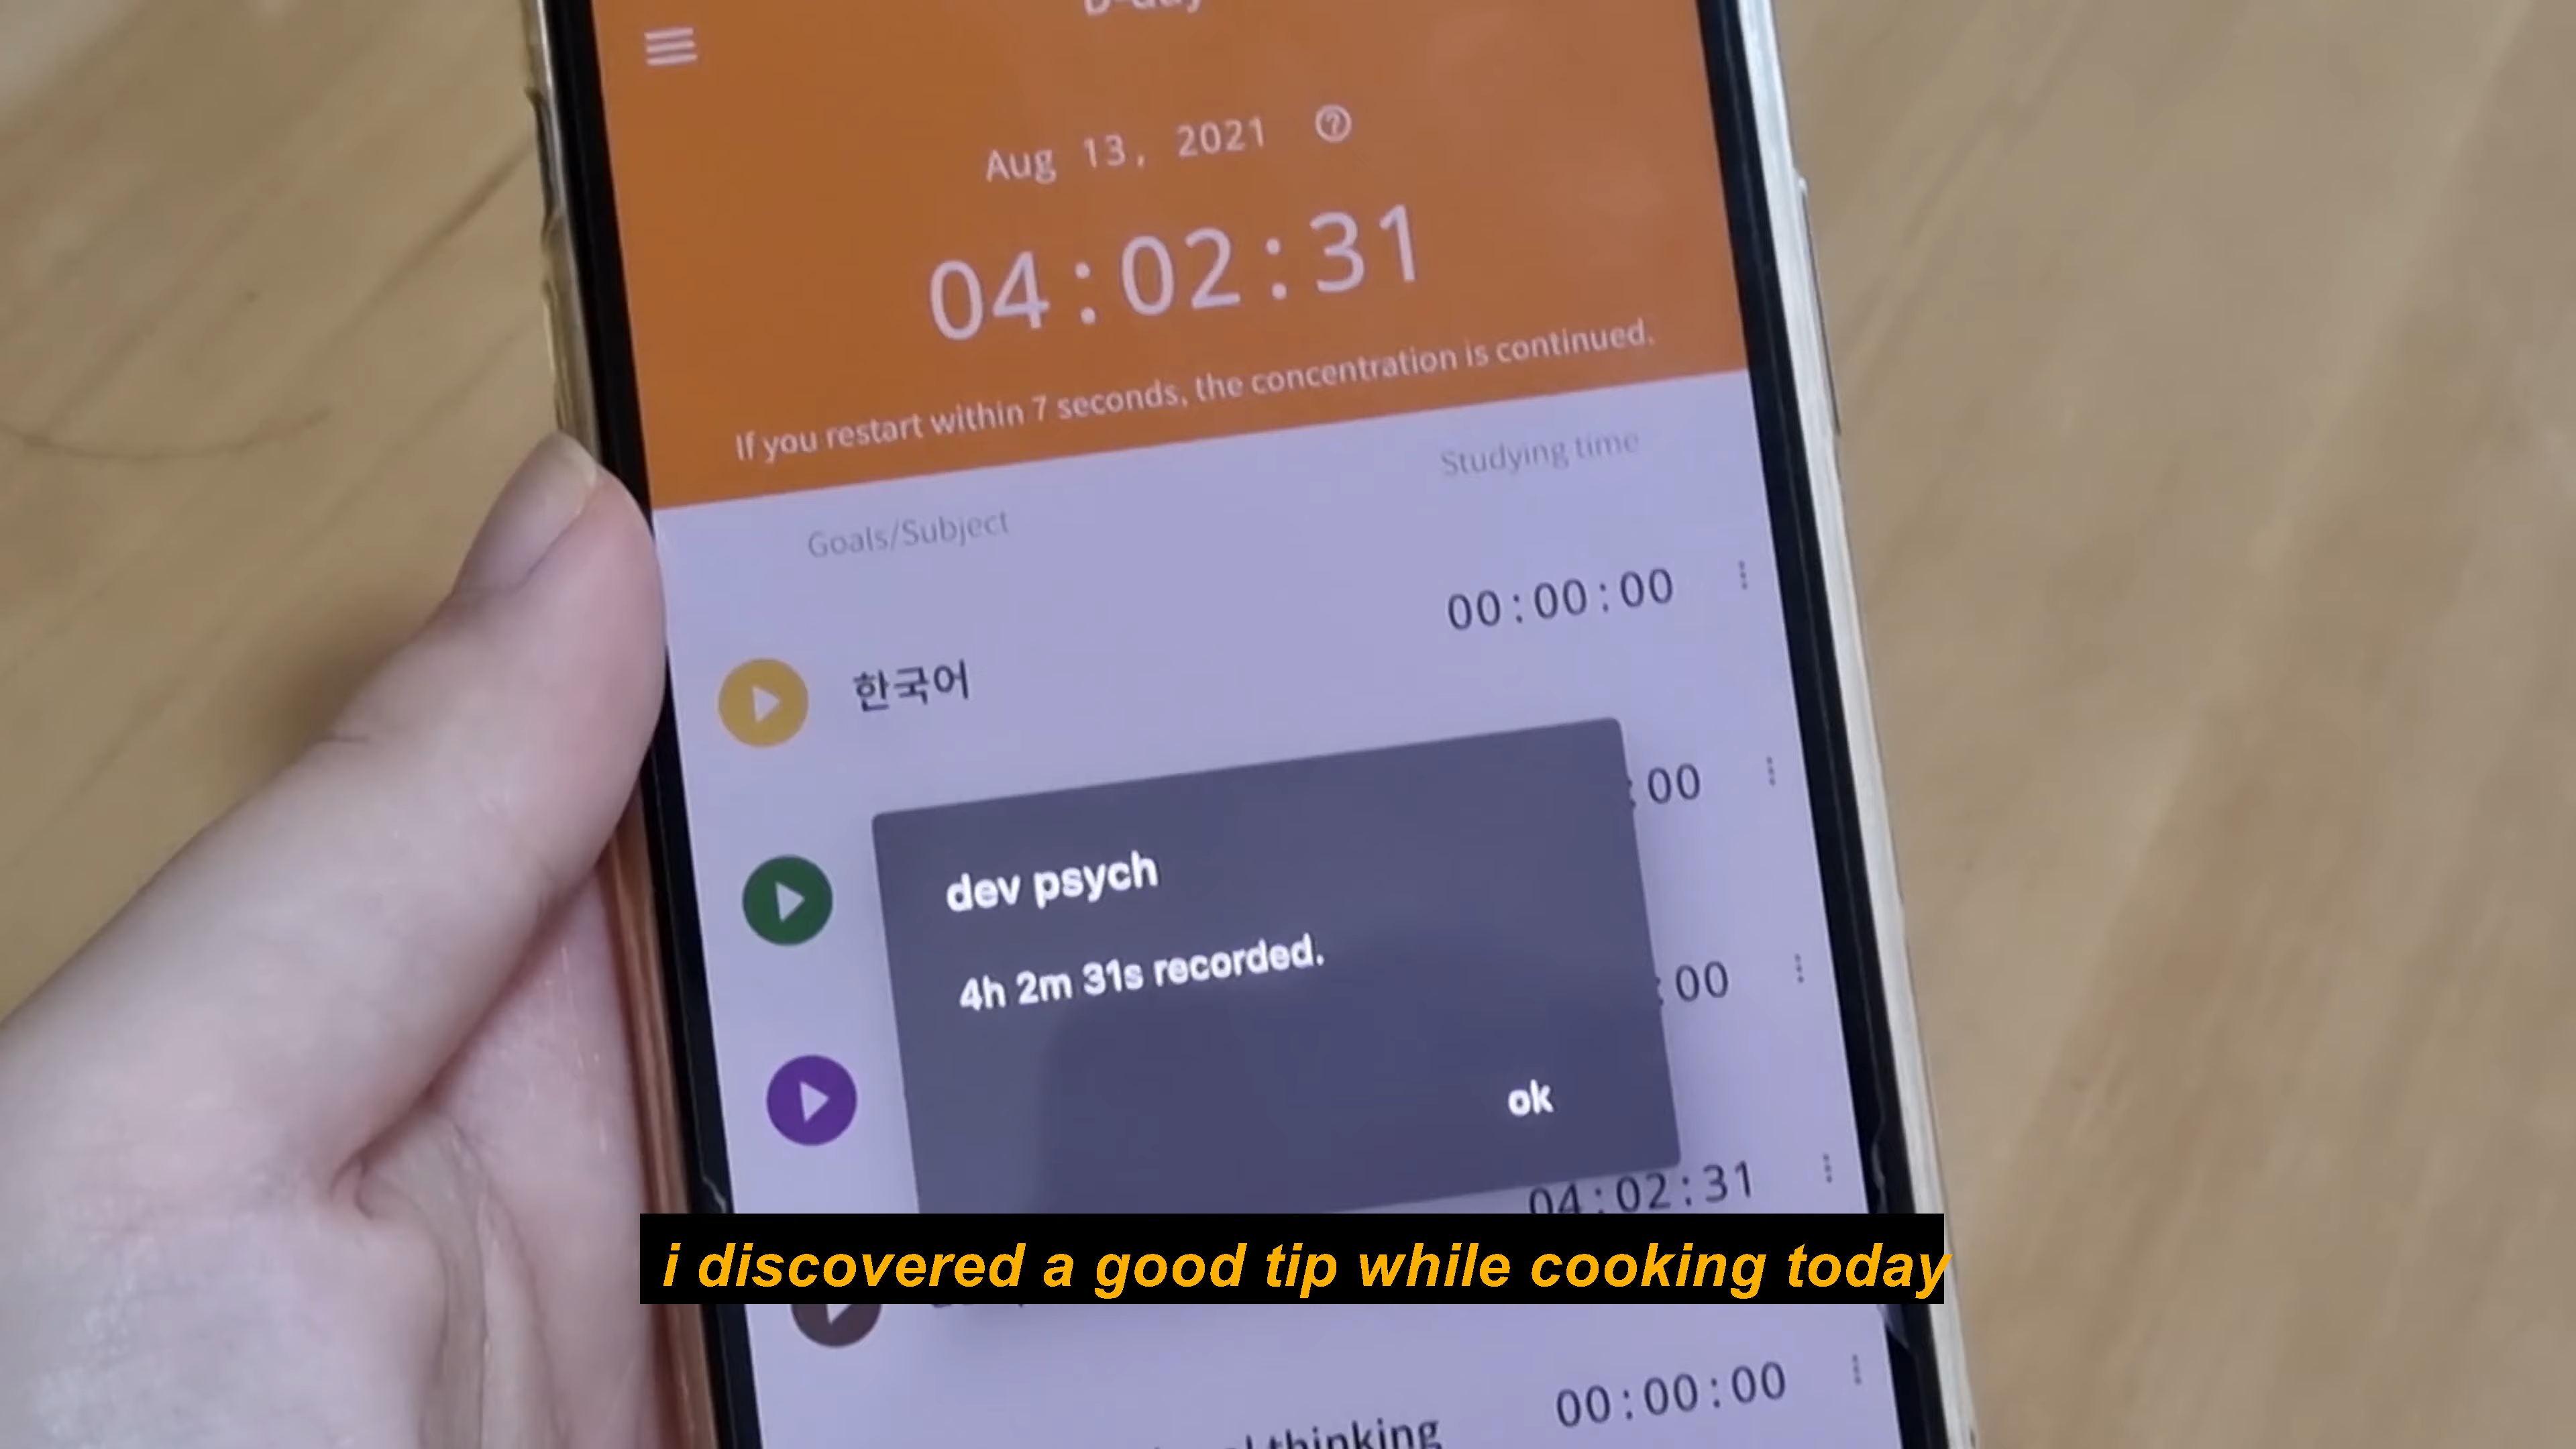 D-day
Aug 13, 2021
04:02:31
If you restart within 7 seconds, the concentration is continued.
Goals/Subject
Studying time
00:00:00
한국어
:00
dev psych
:00
4h 2m 31s recorded.
ok
04:02:31
i discovered a good tip while cooking today
00:00:00
thinking